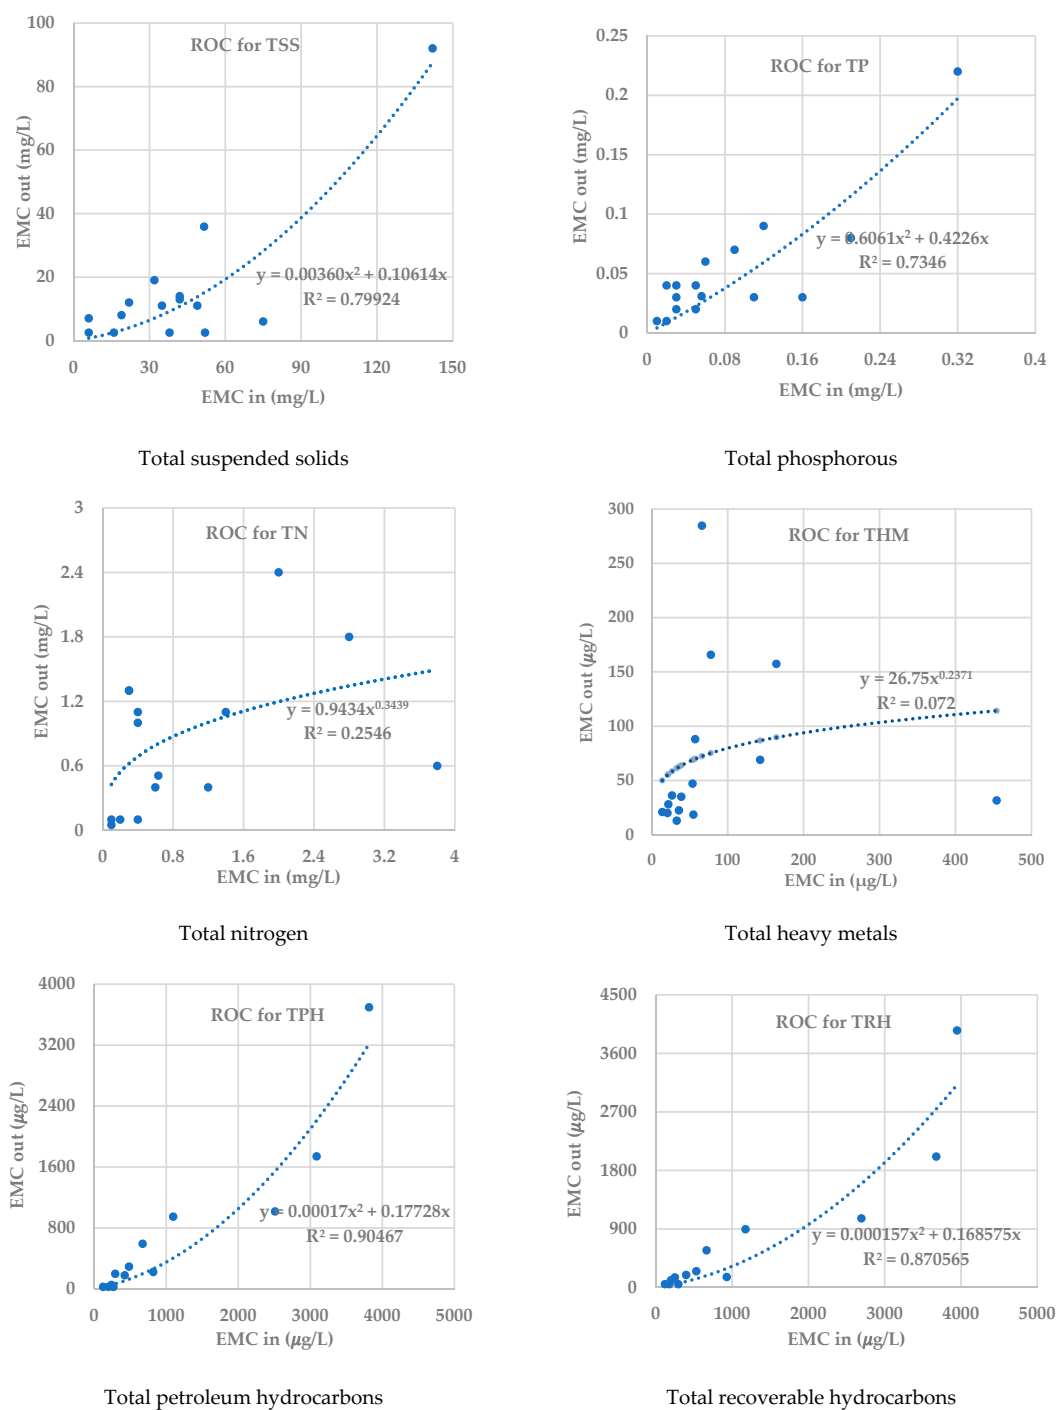 ROC for TSS
EMC out (mg/L)
100
80
60
40
20
0
0 30 60 90 120 150
EMC in (mg/L)
y = 0.00360x² + 0.10614x
R² = 0.79924
Total suspended solids
ROC for TP
EMC out (mg/L)
0.25
0.2
0.15
0.1
0.05
0
0 0.08 0.16 0.24 0.32 0.4
EMC in (mg/L)
y = 0.6061x² + 0.4226x
R² = 0.7346
Total phosphorous
ROC for TN
EMC out (mg/L)
3
2.4
1.8
1.2
0.6
0
0 0.8 1.6 2.4 3.2 4
EMC in (mg/L)
y = 0.9434x^0.3439
R² = 0.2546
Total nitrogen
ROC for THM
EMC out (µg/L)
300
250
200
150
100
50
0
0 100 200 300 400 500
EMC in (µg/L)
y = 26.75x^0.2371
R² = 0.072
Total heavy metals
ROC for TPH
EMC out (µg/L)
4000
3200
2400
1600
800
0
0 1000 2000 3000 4000 5000
EMC in (µg/L)
y = 0.00017x² + 0.17728x
R² = 0.90467
Total petroleum hydrocarbons
ROC for TRH
EMC out (µg/L)
4500
3600
2700
1800
900
0
0 1000 2000 3000 4000 5000
EMC in (µg/L)
y = 0.000157x² + 0.168575x
R² = 0.870565
Total recoverable hydrocarbons